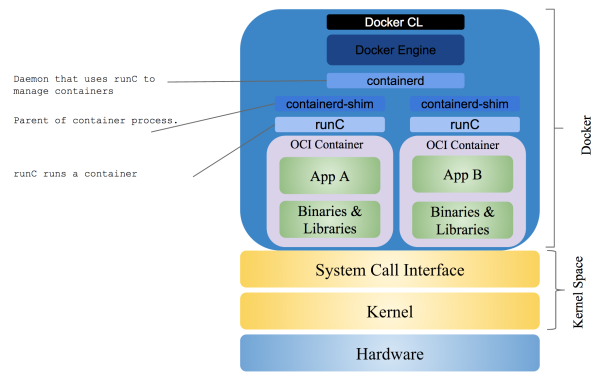 Docker CL
Docker Engine
Daemon that uses runC to
manage containers
containerd
Parent of container process.
containerd-shim
containerd-shim
runC
runC
runC runs a container
OCI Container
OCI Container
App A
App B
Binaries &
Libraries
Binaries &
Libraries
Docker
System Call Interface
Kernel
Kernel Space
Hardware